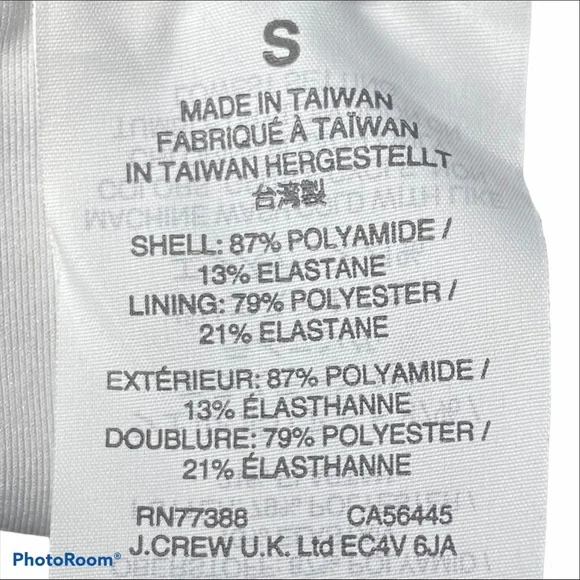 S
MADE IN TAIWAN
FABRIQUÉ À TAÏWAN
IN TAIWAN HERGESTELLT
台湾製
SHELL: 87% POLYAMIDE /
13% ELASTANE
LINING: 79% POLYESTER /
21% ELASTANE
EXTÉRIEUR: 87% POLYAMIDE /
13% ÉLASTHANNE
DOUBLURE: 79% POLYESTER /
21% ÉLASTHANNE
RN77388 CA56445
J.CREW U.K. Ltd EC4V 6JA
PhotoRoom®